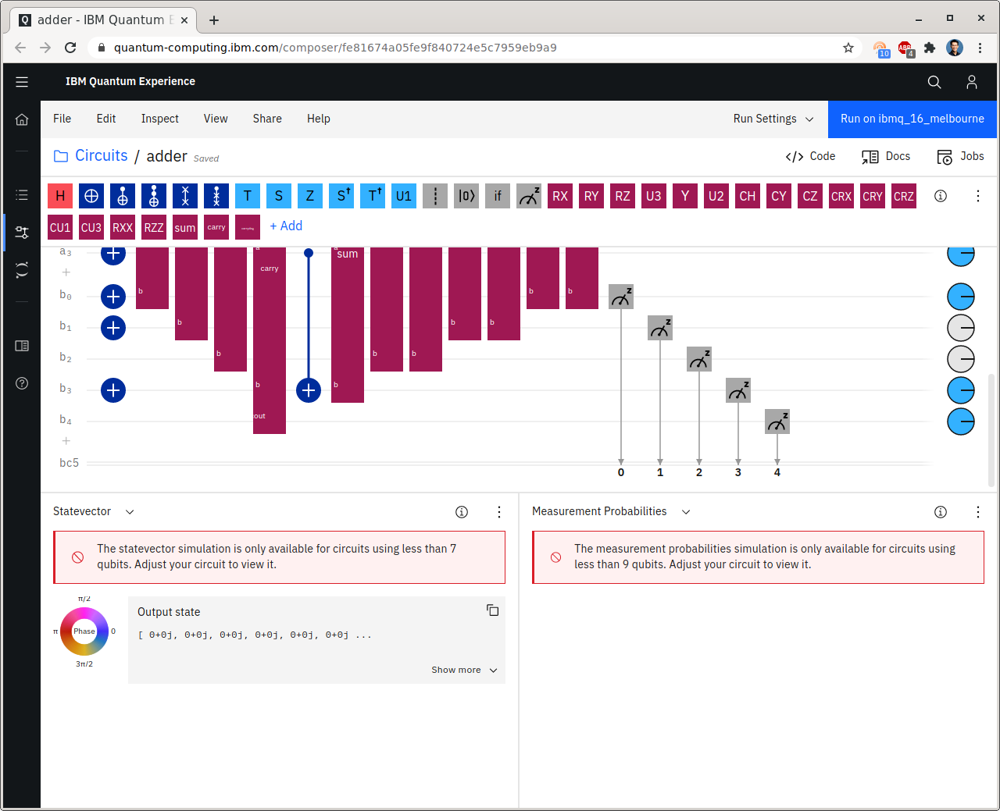 adder - IBM Quantum E
quantum-computing.ibm.com/composer/fe81674a05fe9f840724e5c7959eb9a9
10
ABP
4
IBM Quantum Experience
File Edit Inspect View Share Help Run Settings Run on ibmq_16_melbourne
Circuits / adder Saved Code Docs Jobs
H T S Z S† T† U1 |0⟩ if z RX RY RZ U3 Y U2 CH CY CZ CRX CRY CRZ
CU1 CU3 RXX RZZ sum carry + Add
a3 a a sum
carry
b0 b b b z
b1 b b b z
b2 b b b z
b3 b b z
b4 cout z
bc5
0 1 2 3 4
Statevector Measurement Probabilities
The statevector simulation is only available for circuits using less than 7
qubits. Adjust your circuit to view it.
The measurement probabilities simulation is only available for circuits using
less than 9 qubits. Adjust your circuit to view it.
π/2
π Phase 0
3π/2
Output state
[ 0+0j, 0+0j, 0+0j, 0+0j, 0+0j, 0+0j ...
Show more